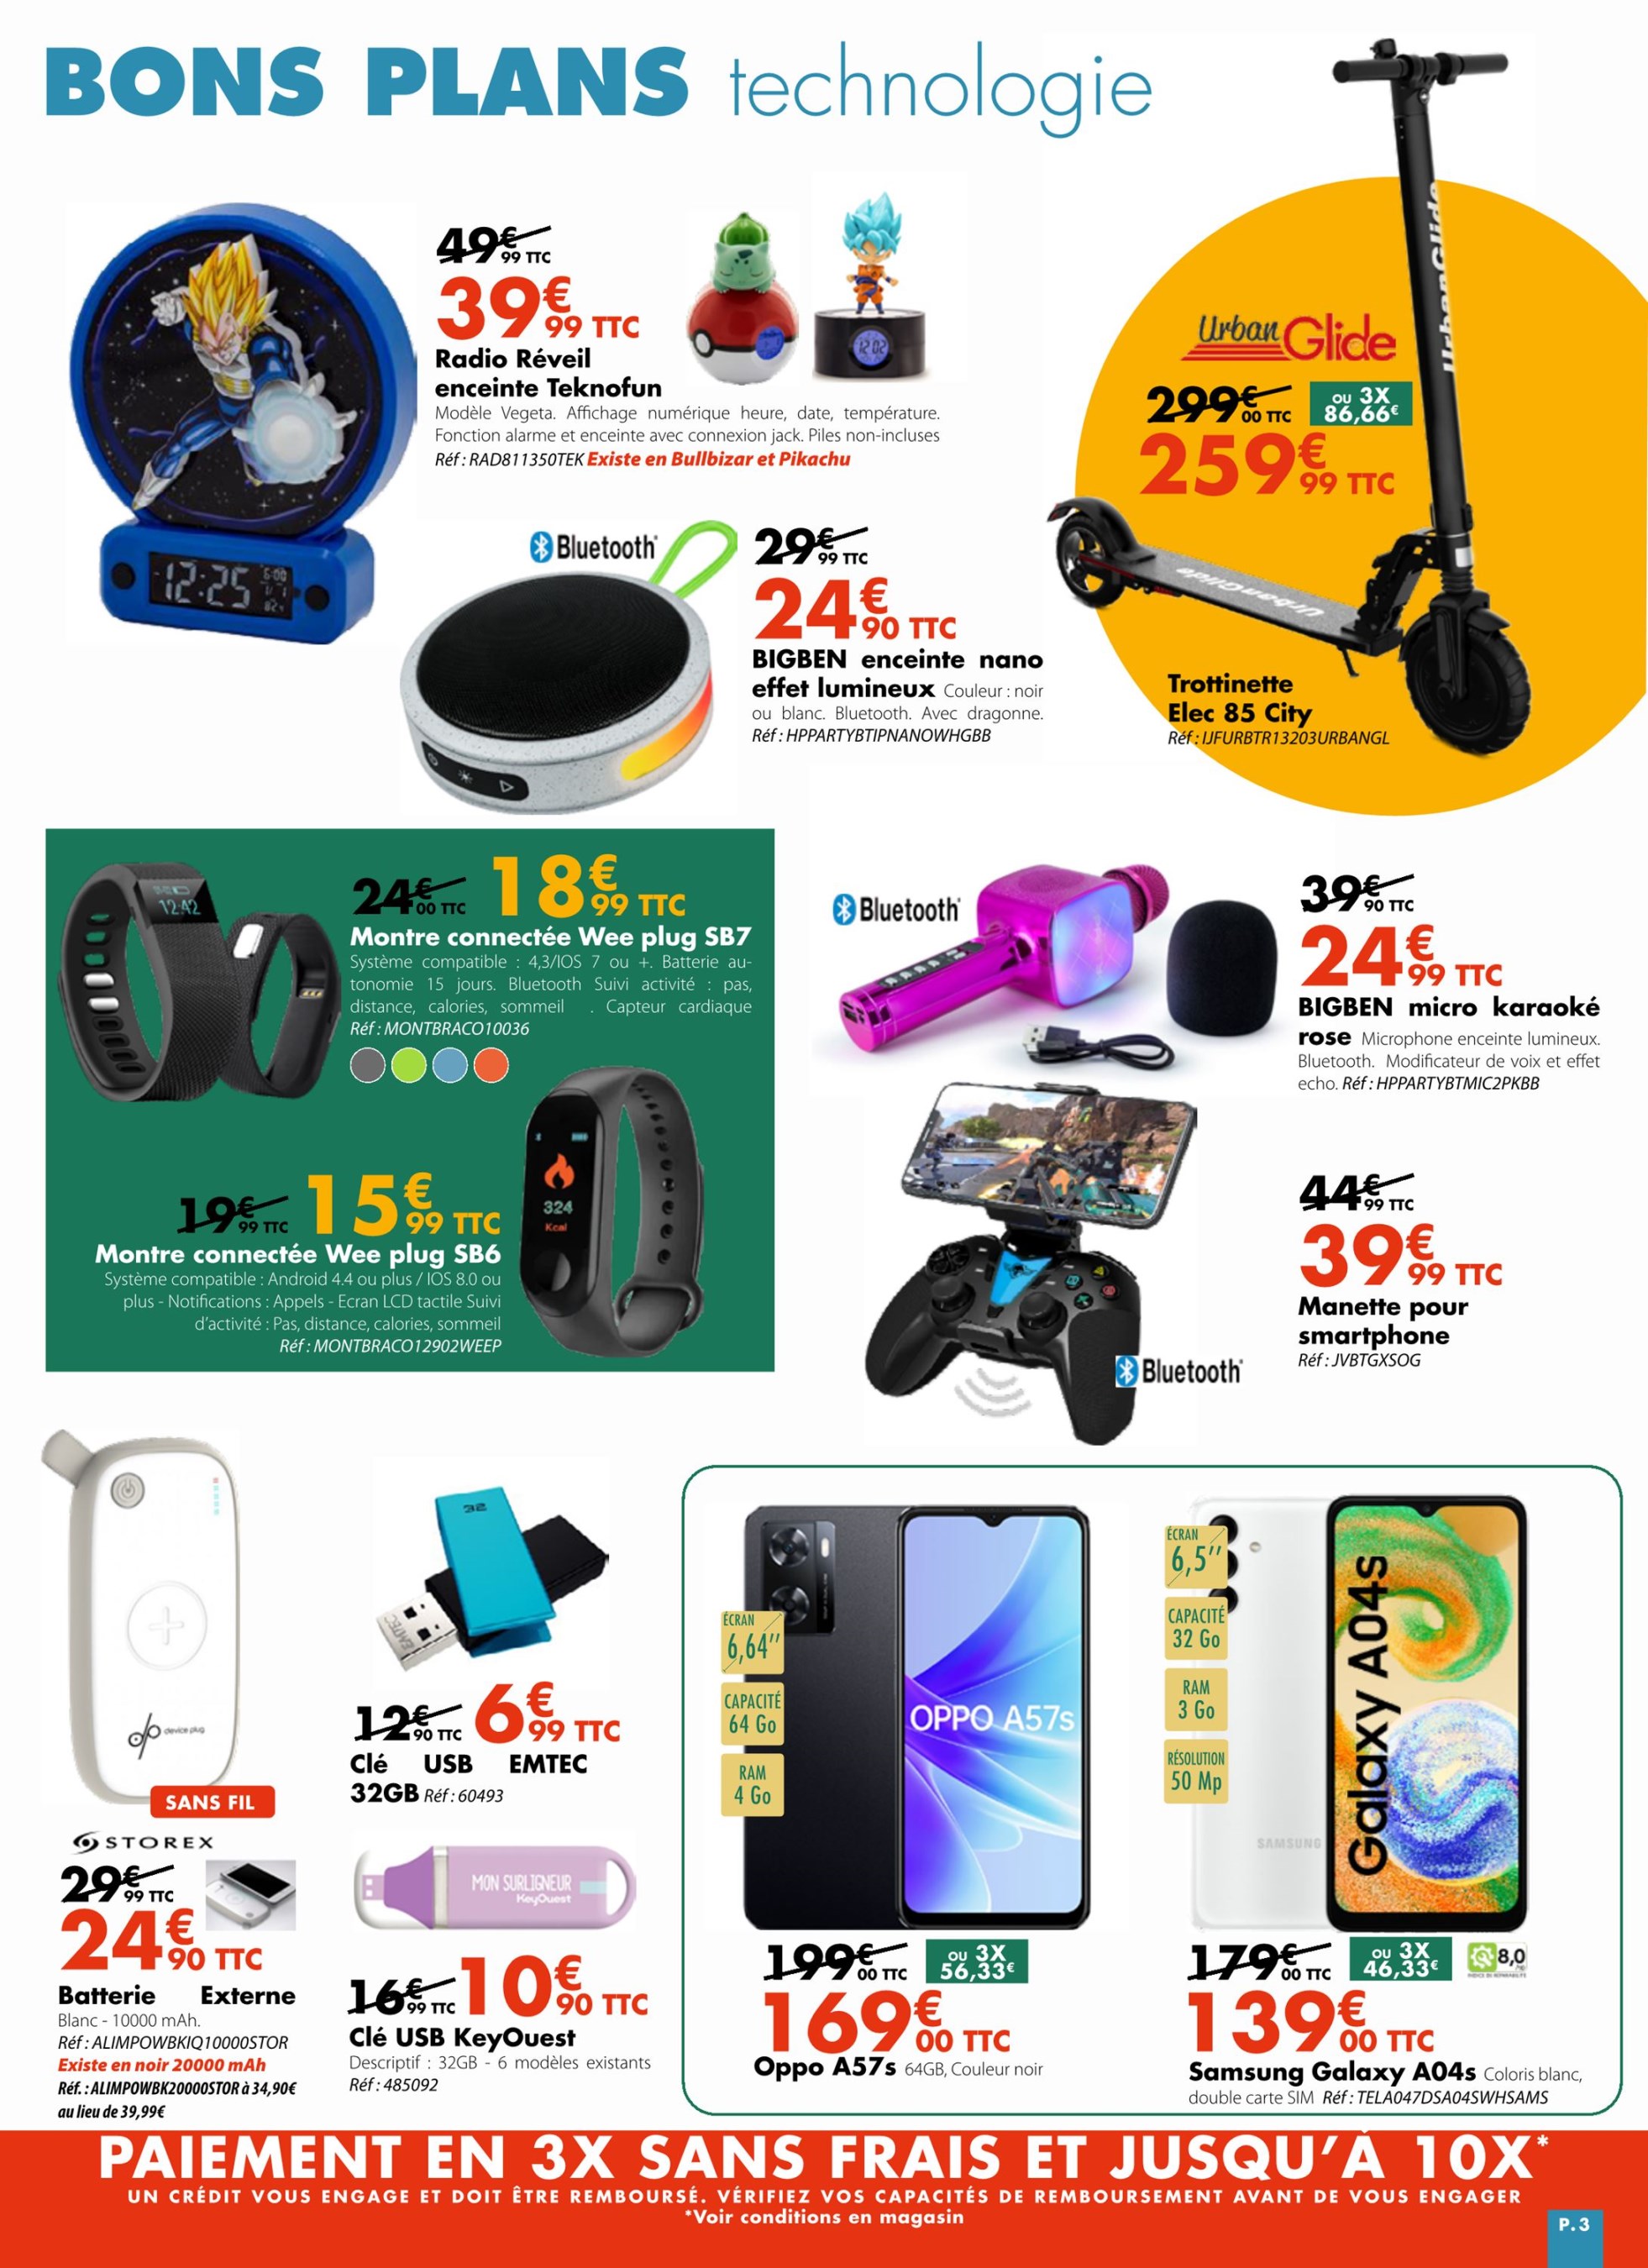 BONS PLANS technologie
49€99 TTC
39€99 TTC
Radio Réveil
enceinte Teknofun
Modèle Vegeta. Affichage numérique heure, date, température.
Fonction alarme et enceinte avec connexion jack. Piles non-incluses
Réf : RAD811350TEK Existe en Bullbizar et Pikachu
12:25
12:02
UrbanGlide
Urban Glide
299€00 TTC
OU 3X
86,66€
259€99 TTC
UrbanGlide
Trottinette
Elec 85 City
Réf : IJFURBTR13203URBANGL
Bluetooth
29€99 TTC
24€90 TTC
BIGBEN enceinte nano
effet lumineux Couleur : noir
ou blanc. Bluetooth. Avec dragonne.
Réf : HPPARTYBTIPNANOWHGBB
12:42
24€00 TTC 18€99 TTC
Montre connectée Wee plug SB7
Système compatible : 4,3/IOS 7 ou +. Batterie au-
tonomie 15 jours. Bluetooth Suivi activité : pas,
distance, calories, sommeil . Capteur cardiaque
Réf : MONTBRACO10036
19€99 TTC 15€99 TTC
Montre connectée Wee plug SB6
Système compatible : Android 4.4 ou plus / IOS 8.0 ou
plus - Notifications : Appels - Ecran LCD tactile Suivi
d'activité : Pas, distance, calories, sommeil
Réf : MONTBRACO12902WEEP
324
Kcal
Bluetooth
39€90 TTC
24€99 TTC
BIGBEN micro karaoké
rose Microphone enceinte lumineux.
Bluetooth. Modificateur de voix et effet
echo. Réf : HPPARTYBTMIC2PKBB
44€99 TTC
39€99 TTC
Manette pour
smartphone
Réf : JVBTGXSOG
Bluetooth
device plug
SANS FIL
STOREX
29€99 TTC
24€90 TTC
Batterie Externe
Blanc - 10000 mAh.
Réf : ALIMPOWBKIQ10000STOR
Existe en noir 20000 mAh
Réf. : ALIMPOWBK20000STOR à 34,90€
au lieu de 39,99€
32
EMTEC
12€90 TTC 6€99 TTC
Clé USB EMTEC
32GB Réf : 60493
MON SURLIGNEUR
KeyOuest
16€99 TTC 10€90 TTC
Clé USB KeyOuest
Descriptif : 32GB - 6 modèles existants
Réf : 485092
ÉCRAN
6,64’’
CAPACITÉ
64 Go
RAM
4 Go
OPPO A57s
199€00 TTC
OU 3X
56,33€
169€00 TTC
Oppo A57s 64GB, Couleur noir
ÉCRAN
6,5’’
CAPACITÉ
32 Go
RAM
3 Go
RÉSOLUTION
50 Mp
SAMSUNG
Galaxy A04s
179€00 TTC
OU 3X
46,33€
8,0
139€00 TTC
Samsung Galaxy A04s Coloris blanc,
double carte SIM Réf : TELA047DSA04SWHSAMS
PAIEMENT EN 3X SANS FRAIS ET JUSQU'À 10X*
UN CRÉDIT VOUS ENGAGE ET DOIT ÊTRE REMBOURSÉ. VÉRIFIEZ VOS CAPACITÉS DE REMBOURSEMENT AVANT DE VOUS ENGAGER
*Voir conditions en magasin
P. 3